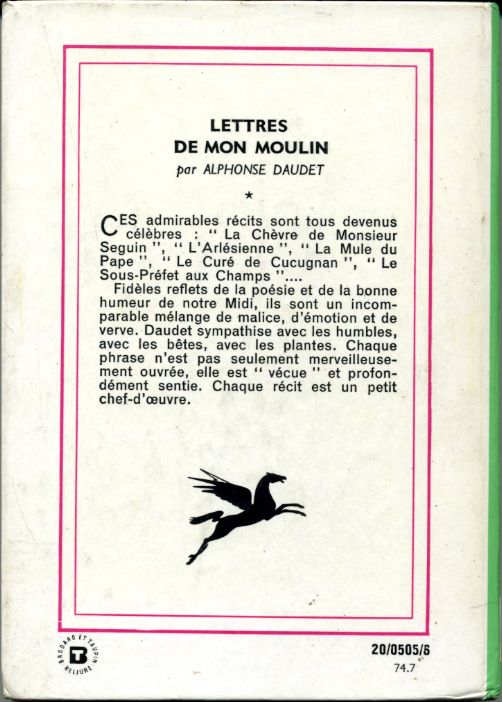 LETTRES
DE MON MOULIN
par ALPHONSE DAUDET
*
CES admirables récits sont tous devenus
célèbres : " La Chèvre de Monsieur
Seguin ", " L'Arlésienne ", " La Mule du
Pape ", " Le Curé de Cucugnan ", " Le
Sous-Préfet aux Champs "....
Fidèles reflets de la poésie et de la bonne
humeur de notre Midi, ils sont un incom-
parable mélange de malice, d'émotion et de
verve. Daudet sympathise avec les humbles,
avec les bêtes, avec les plantes. Chaque
phrase n'est pas seulement merveilleuse-
ment ouvrée, elle est " vécue " et profon-
dément sentie. Chaque récit est un petit
chef-d'œuvre.
BRODARD ET TAUPIN
RELIURE
BT
20/0505/6
74.7